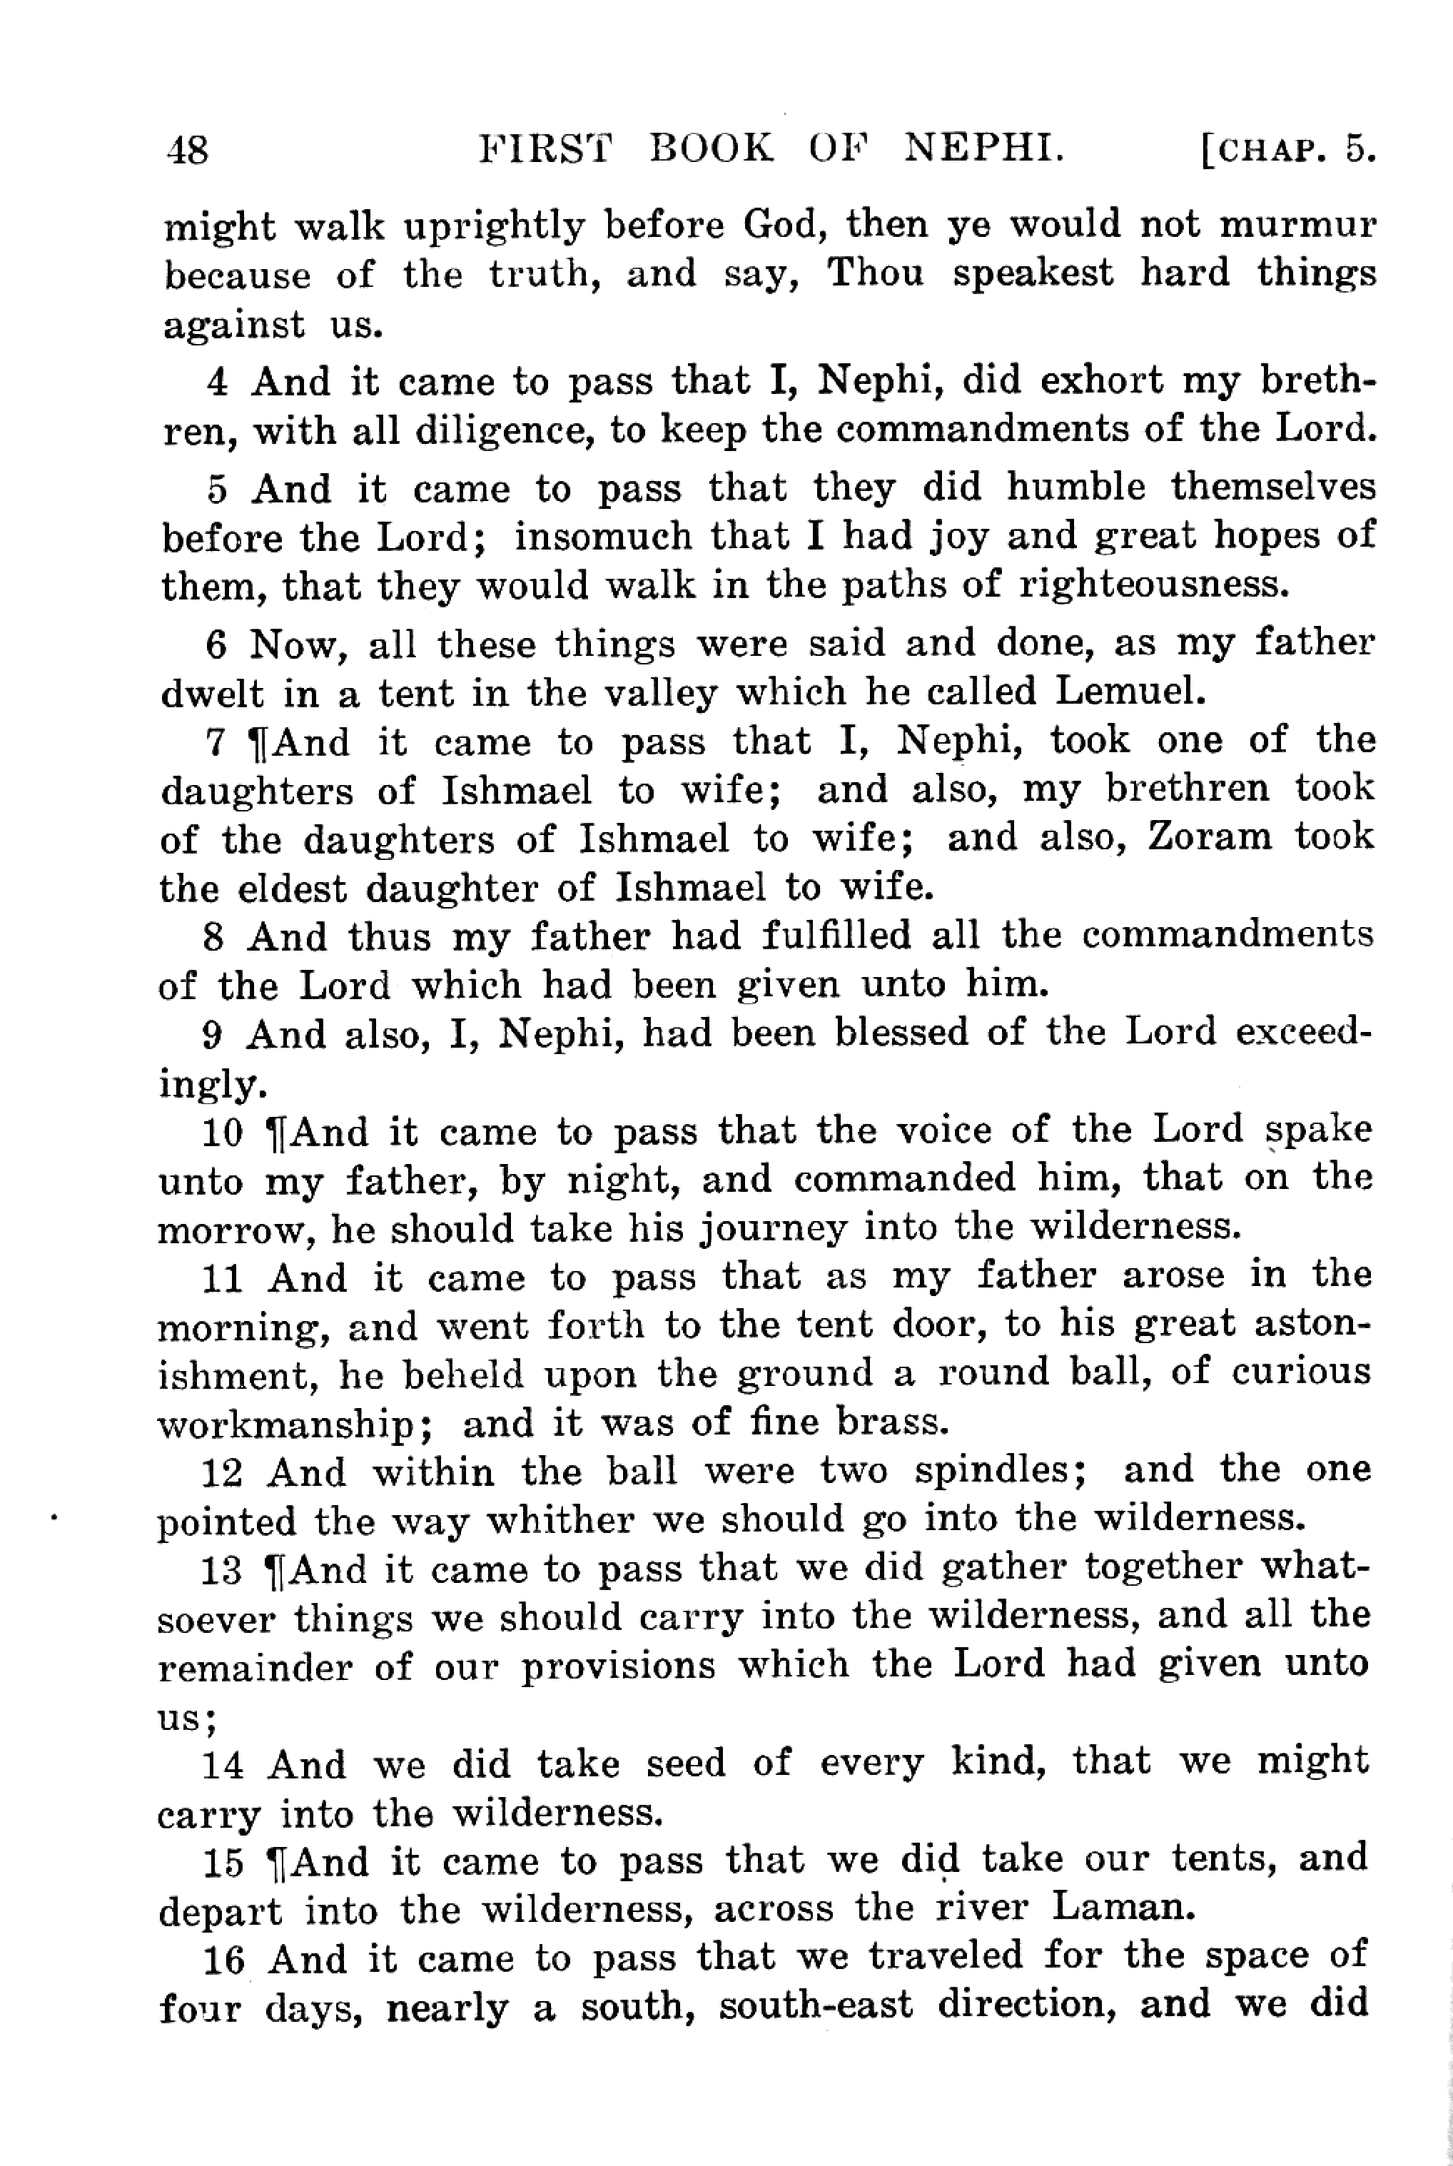 48 FIRST BOOK OF NEPHI. [CHAP. 5.
might walk uprightly before God, then ye would not murmur
because of the truth, and say, Thou speakest hard things
against us.
4 And it came to pass that I, Nephi, did exhort my breth-
ren, with all diligence, to keep the commandments of the Lord.
5 And it came to pass that they did humble themselves
before the Lord; insomuch that I had joy and great hopes of
them, that they would walk in the paths of righteousness.
6 Now, all these things were said and done, as my father
dwelt in a tent in the valley which he called Lemuel.
7 ¶And it came to pass that I, Nephi, took one of the
daughters of Ishmael to wife; and also, my brethren took
of the daughters of Ishmael to wife; and also, Zoram took
the eldest daughter of Ishmael to wife.
8 And thus my father had fulfilled all the commandments
of the Lord which had been given unto him.
9 And also, I, Nephi, had been blessed of the Lord exceed-
ingly.
10 ¶And it came to pass that the voice of the Lord spake
unto my father, by night, and commanded him, that on the
morrow, he should take his journey into the wilderness.
11 And it came to pass that as my father arose in the
morning, and went forth to the tent door, to his great aston-
ishment, he beheld upon the ground a round ball, of curious
workmanship; and it was of fine brass.
12 And within the ball were two spindles; and the one
pointed the way whither we should go into the wilderness.
13 ¶And it came to pass that we did gather together what-
soever things we should carry into the wilderness, and all the
remainder of our provisions which the Lord had given unto
us;
14 And we did take seed of every kind, that we might
carry into the wilderness.
15 ¶And it came to pass that we did take our tents, and
depart into the wilderness, across the river Laman.
16 And it came to pass that we traveled for the space of
four days, nearly a south, south-east direction, and we did